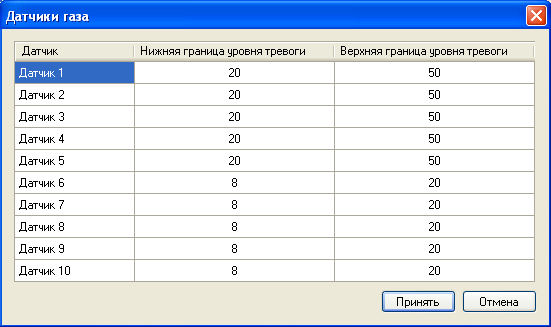 Датчики газа
Датчик Нижняя граница уровня тревоги Верхняя граница уровня тревоги
Датчик 1 20 50
Датчик 2 20 50
Датчик 3 20 50
Датчик 4 20 50
Датчик 5 20 50
Датчик 6 8 20
Датчик 7 8 20
Датчик 8 8 20
Датчик 9 8 20
Датчик 10 8 20
Принять Отмена